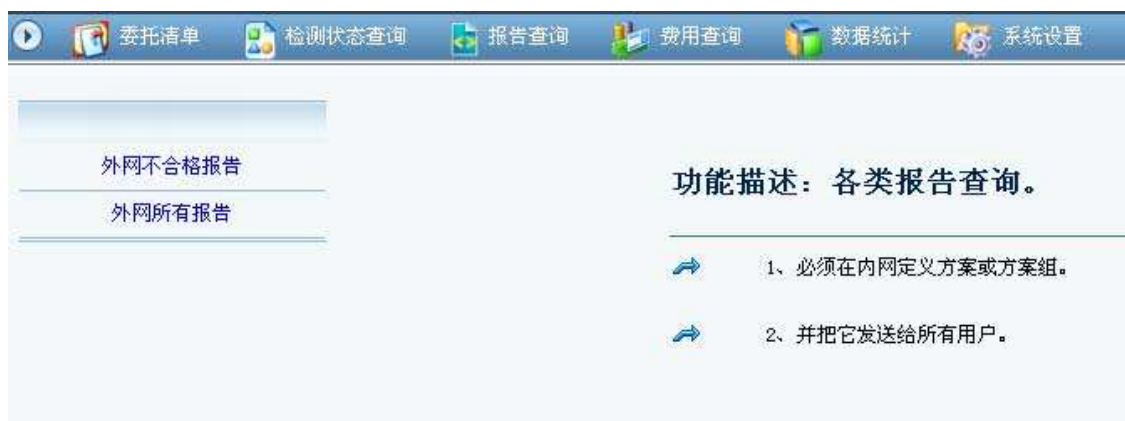 委托清单 检测状态查询 报告查询 费用查询 数据统计 系统设置
外网不合格报告
外网所有报告
功能描述：各类报告查询。
1、必须在内网定义方案或方案组。
2、并把它发送给所有用户。